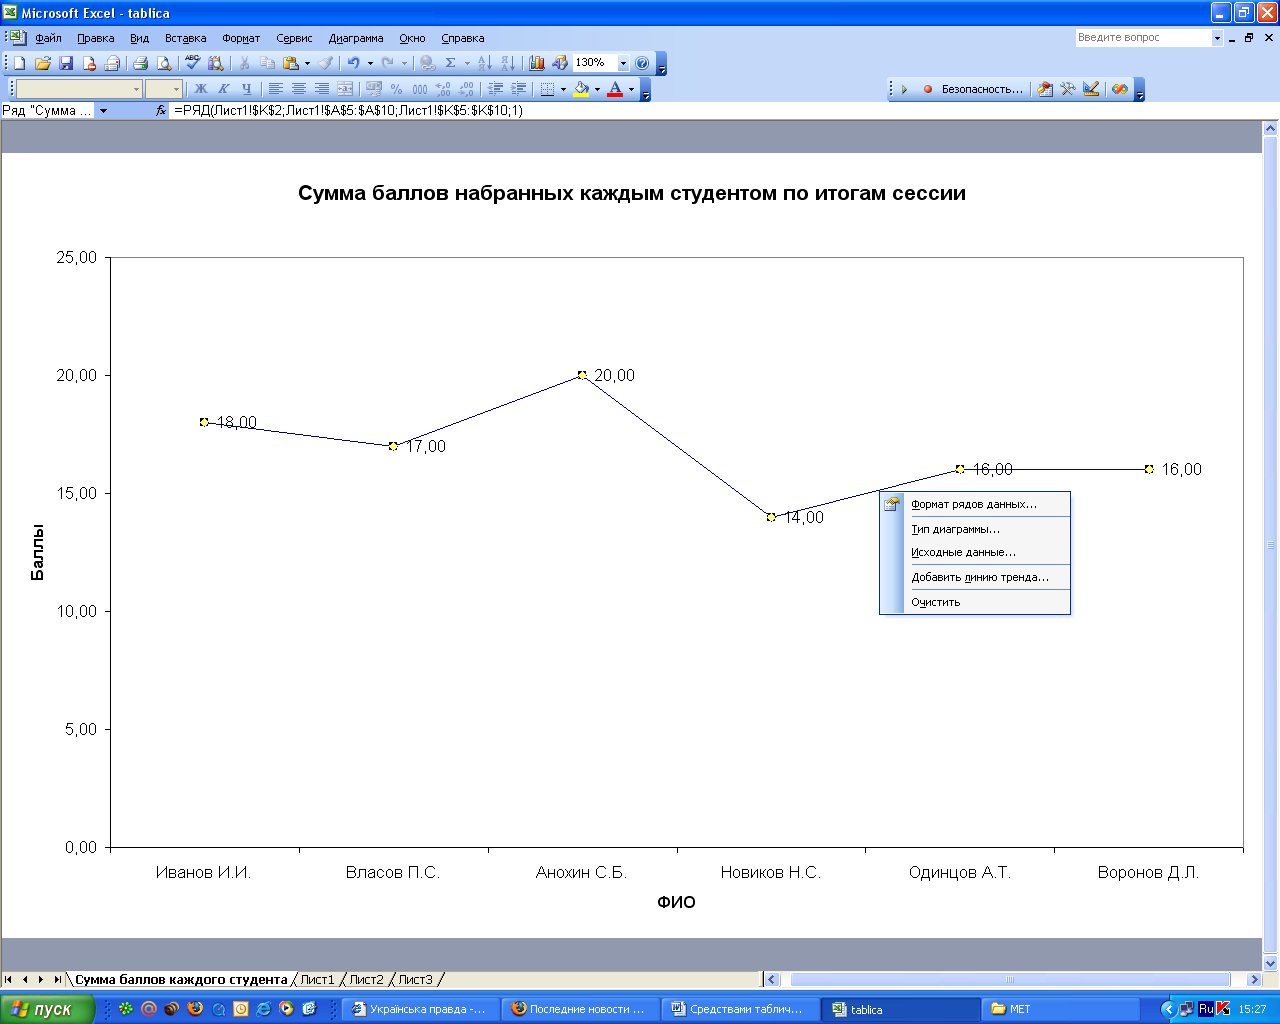 Microsoft Excel - tablica
Файл Правка Вид Вставка Формат Сервис Диаграмма Окно Справка Введите вопрос
130%
Ж К Ч % 000 Безопасность...
Ряд "Сумма ... fx =РЯД(Лист1!$K$2;Лист1!$A$5:$A$10;Лист1!$K$5:$K$10;1)
Сумма баллов набранных каждым студентом по итогам сессии
25,00
20,00
15,00
10,00
5,00
0,00
Баллы
18,00
17,00
20,00
14,00
16,00
16,00
Формат рядов данных...
Тип диаграммы...
Исходные данные...
Добавить линию тренда...
Очистить
Иванов И.И. Власов П.С. Анохин С.Б. Новиков Н.С. Одинцов А.Т. Воронов Д.Л.
ФИО
Сумма баллов каждого студента Лист1 Лист2 Лист3
пуск Українська правда -... Последние новости ... Средствами таблич... tablica МЕТ Ru 15:27